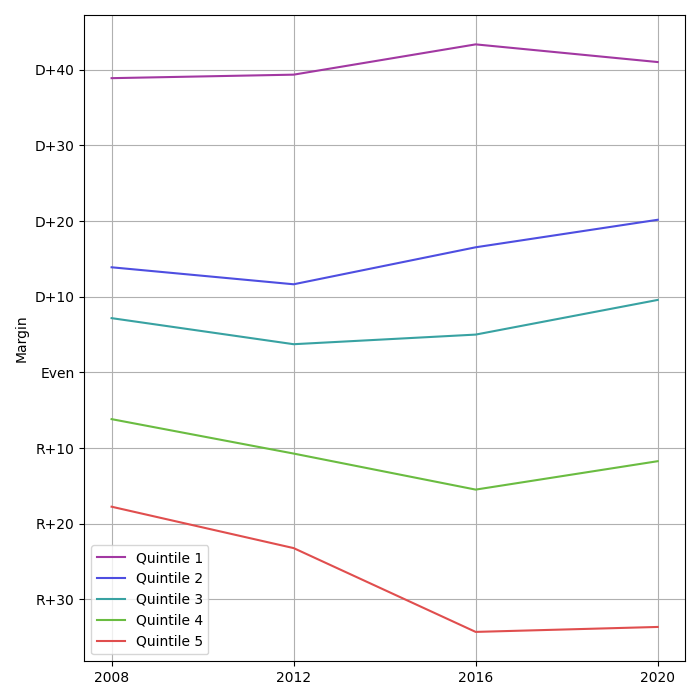 Margin
D+40
D+30
D+20
D+10
Even
R+10
R+20
R+30
Quintile 1
Quintile 2
Quintile 3
Quintile 4
Quintile 5
2008 2012 2016 2020